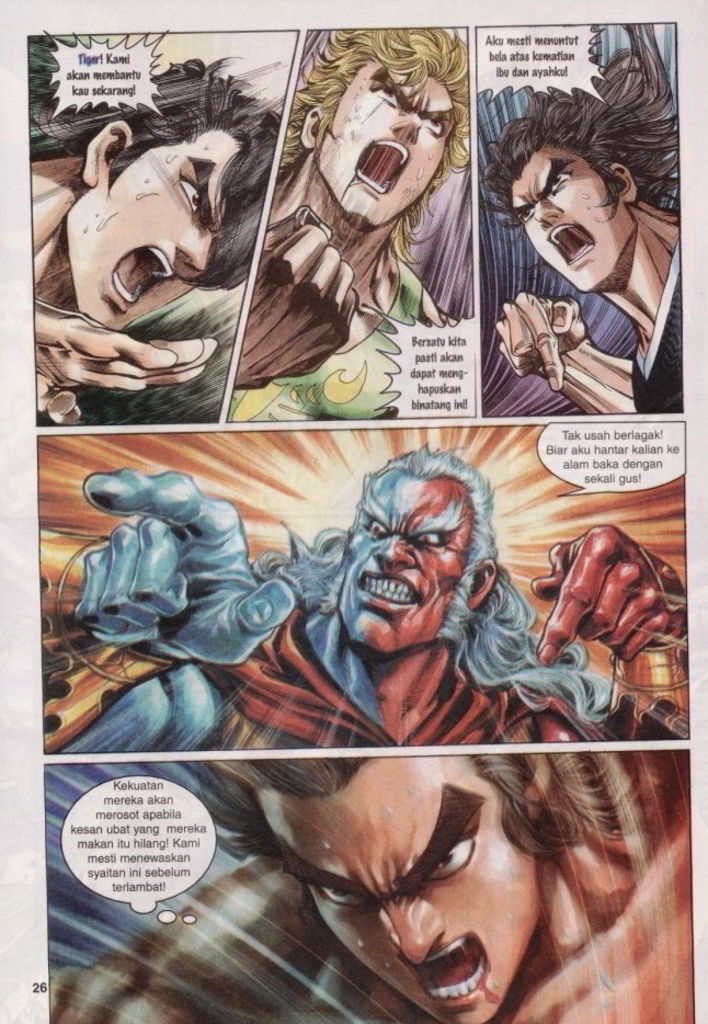 Tiger! Kami
akan membantu
kau sekarang!
Bersatu kita
pasti akan
dapat meng-
hapuskan
binatang ini!
Aku mesti menuntut
bela atas kematian
ibu dan ayahku!
Tak usah berlagak!
Biar aku hantar kalian ke
alam baka dengan
sekali gus!
Kekuatan
mereka akan
merosot apabila
kesan ubat yang mereka
makan itu hilang! Kami
mesti menewaskan
syaitan ini sebelum
terlambat!
26